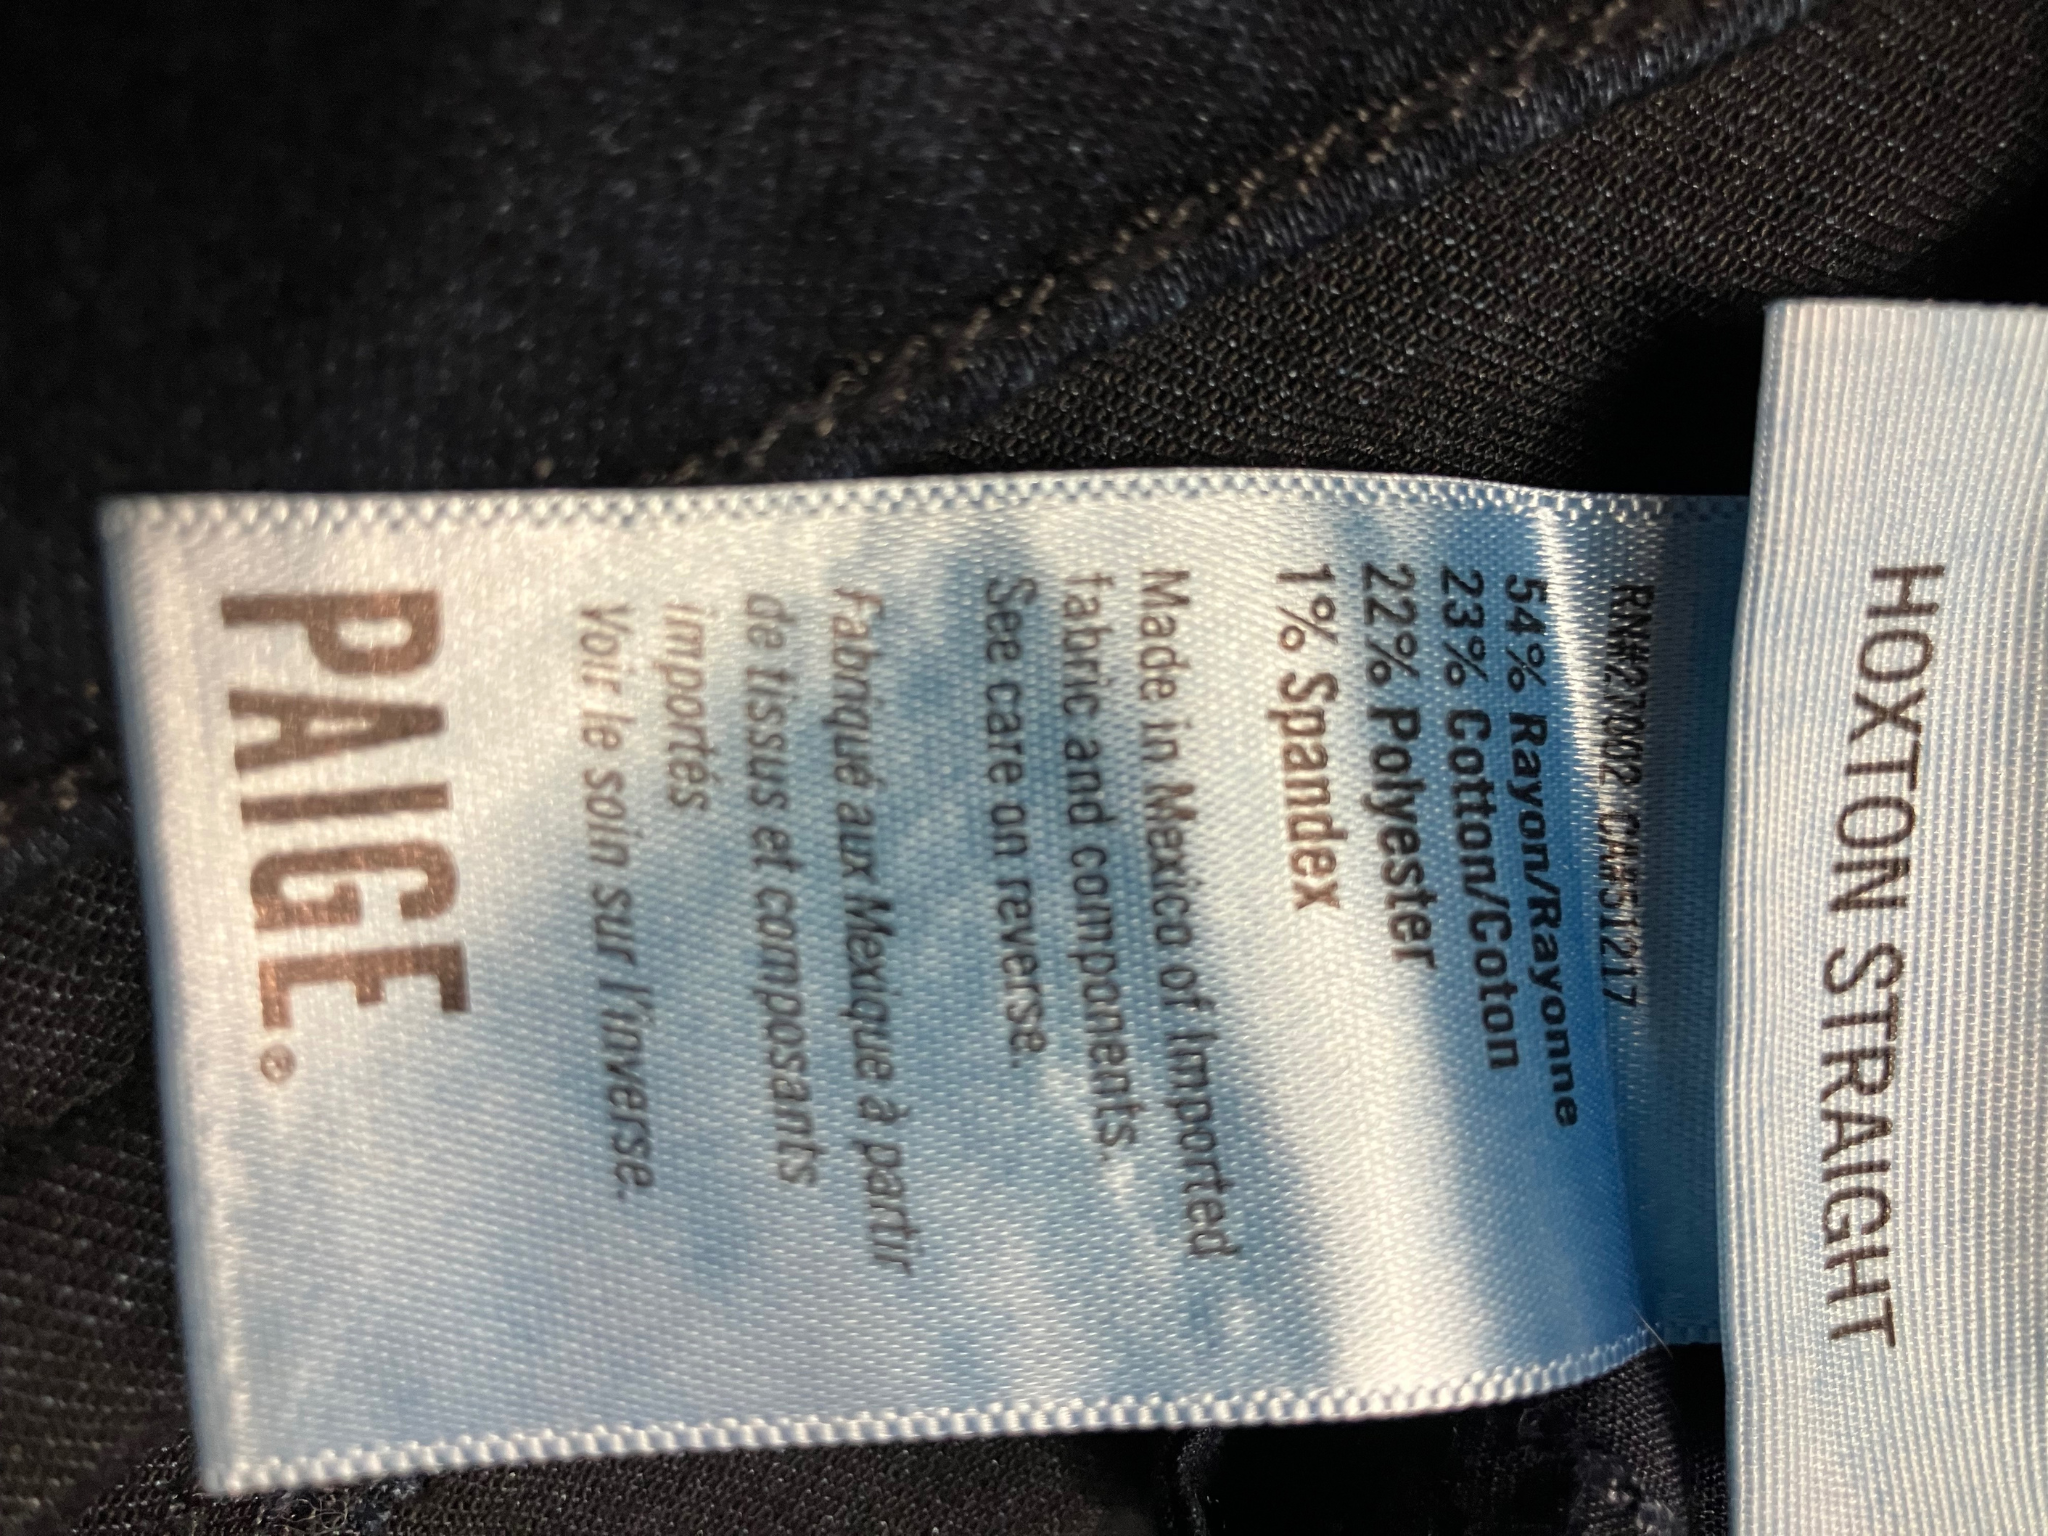 HOXTON STRAIGHT
54% Rayon/Rayonne
23% Cotton/Coton
22% Polyester
1% Spandex
Made in Mexico of Imported
fabric and components.
See care on reverse.
Fabriqué aux Mexique à partir
de tissus et composants
importés
Voir le soin sur l'inverse.
PAIGE®